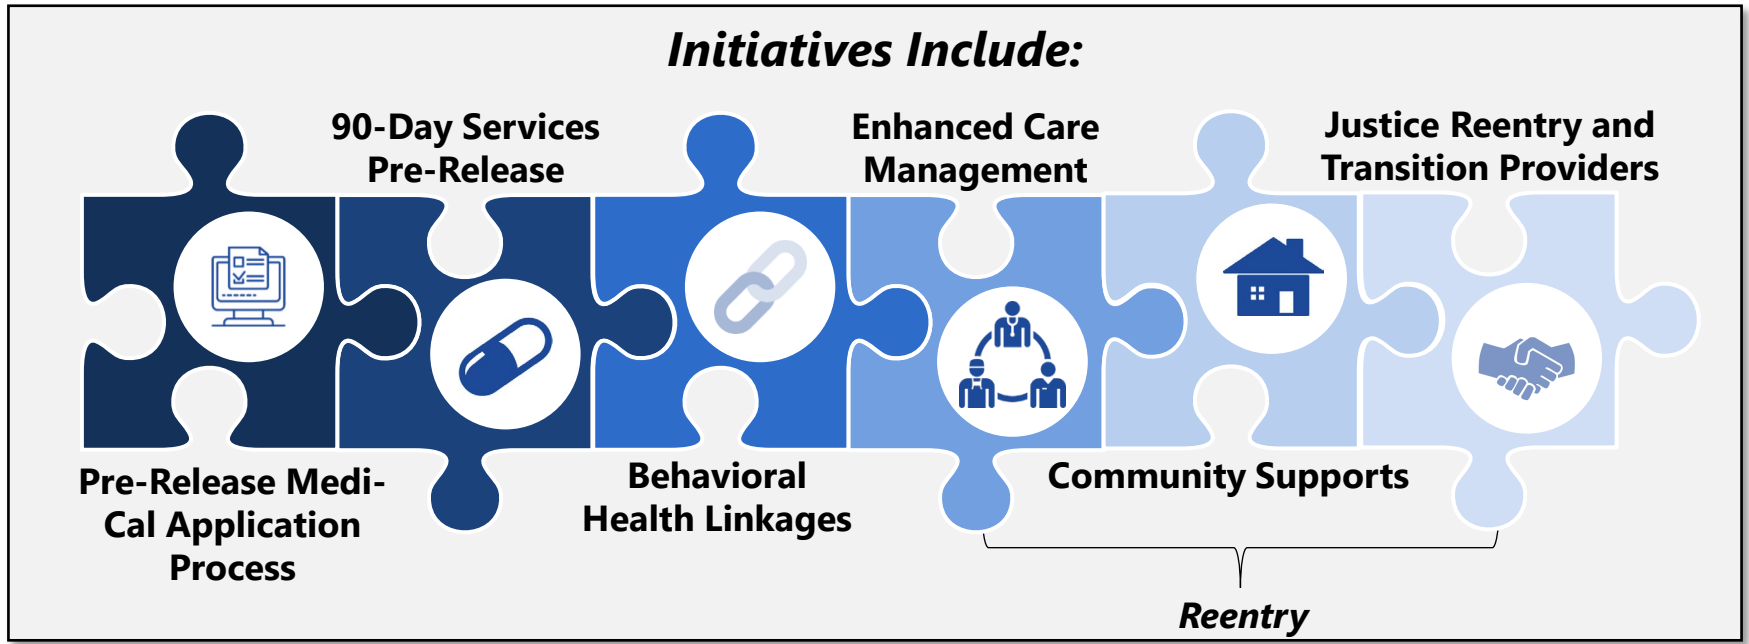 Initiatives Include:
90-Day Services
Pre-Release
Enhanced Care
Management
Justice Reentry and
Transition Providers
Pre-Release Medi-
Cal Application
Process
Behavioral
Health Linkages
Community Supports
Reentry